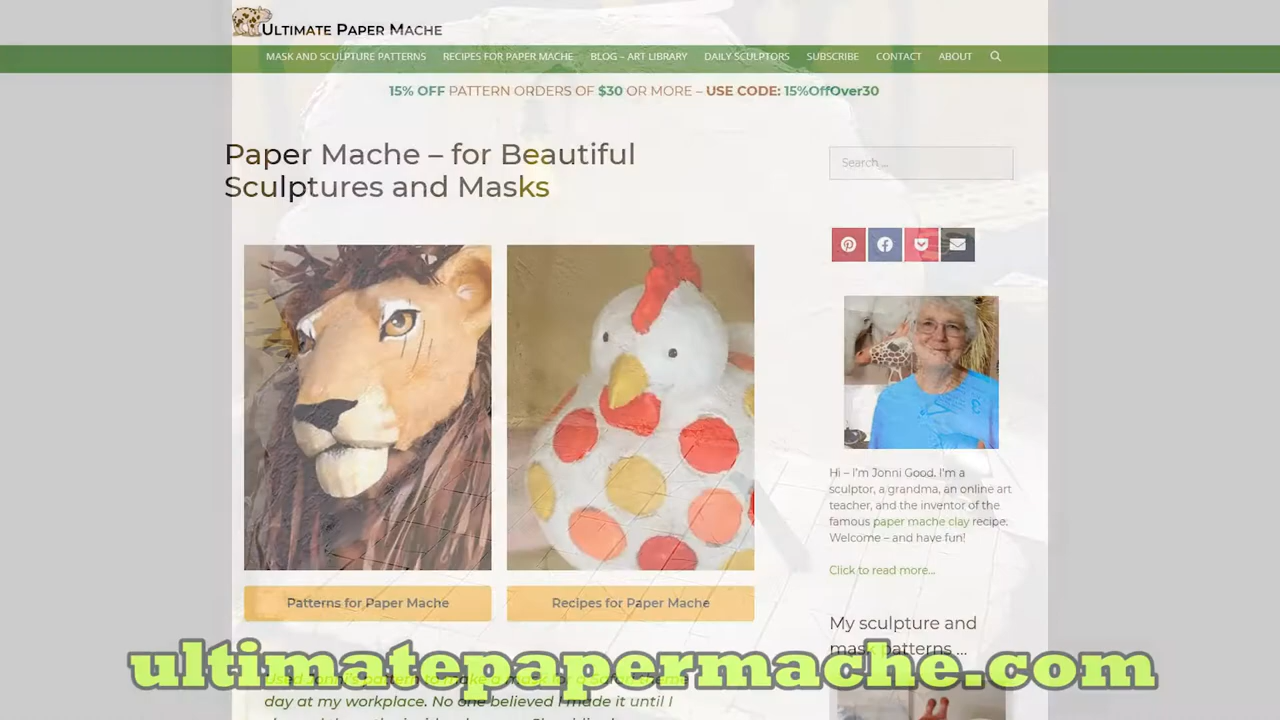 ULTIMATE PAPER MACHE
MASK AND SCULPTURE PATTERNS RECIPES FOR PAPER MACHE BLOG – ART LIBRARY DAILY SCULPTORS SUBSCRIBE CONTACT ABOUT
15% OFF PATTERN ORDERS OF $30 OR MORE – USE CODE: 15%OffOver30
Paper Mache – for Beautiful
Sculptures and Masks
Search ...
Hi – I'm Jonni Good. I'm a
sculptor, a grandma, an online art
teacher, and the inventor of the
famous paper mache clay recipe.
Welcome – and have fun!
Click to read more...
Patterns for Paper Mache
Recipes for Paper Mache
My sculpture and
mask patterns ...
ultimatepapermache.com
day at my workplace. No one believed I made it until I